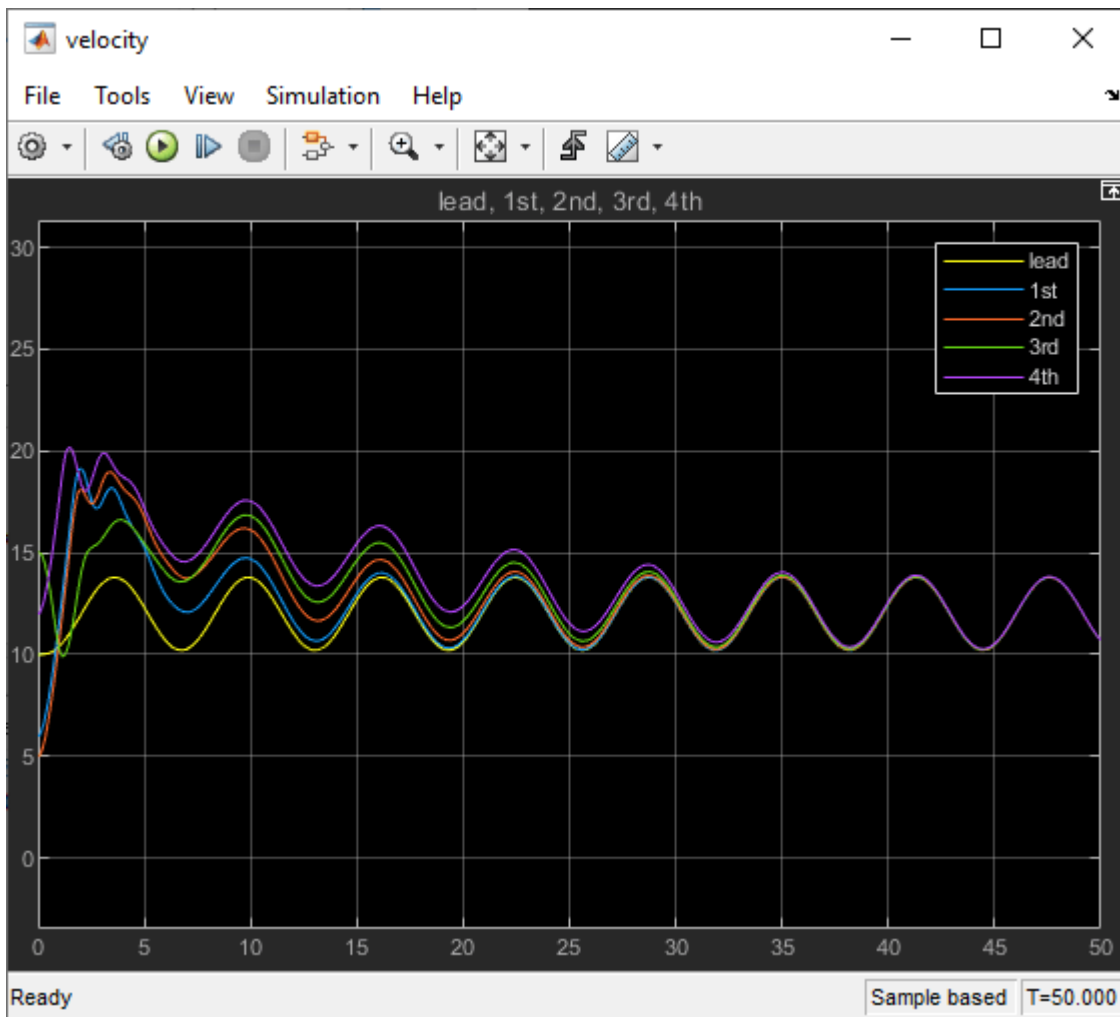 velocity
File Tools View Simulation Help
lead, 1st, 2nd, 3rd, 4th
30
25
20
15
10
5
0
lead
1st
2nd
3rd
4th
0 5 10 15 20 25 30 35 40 45 50
Ready Sample based T=50.000